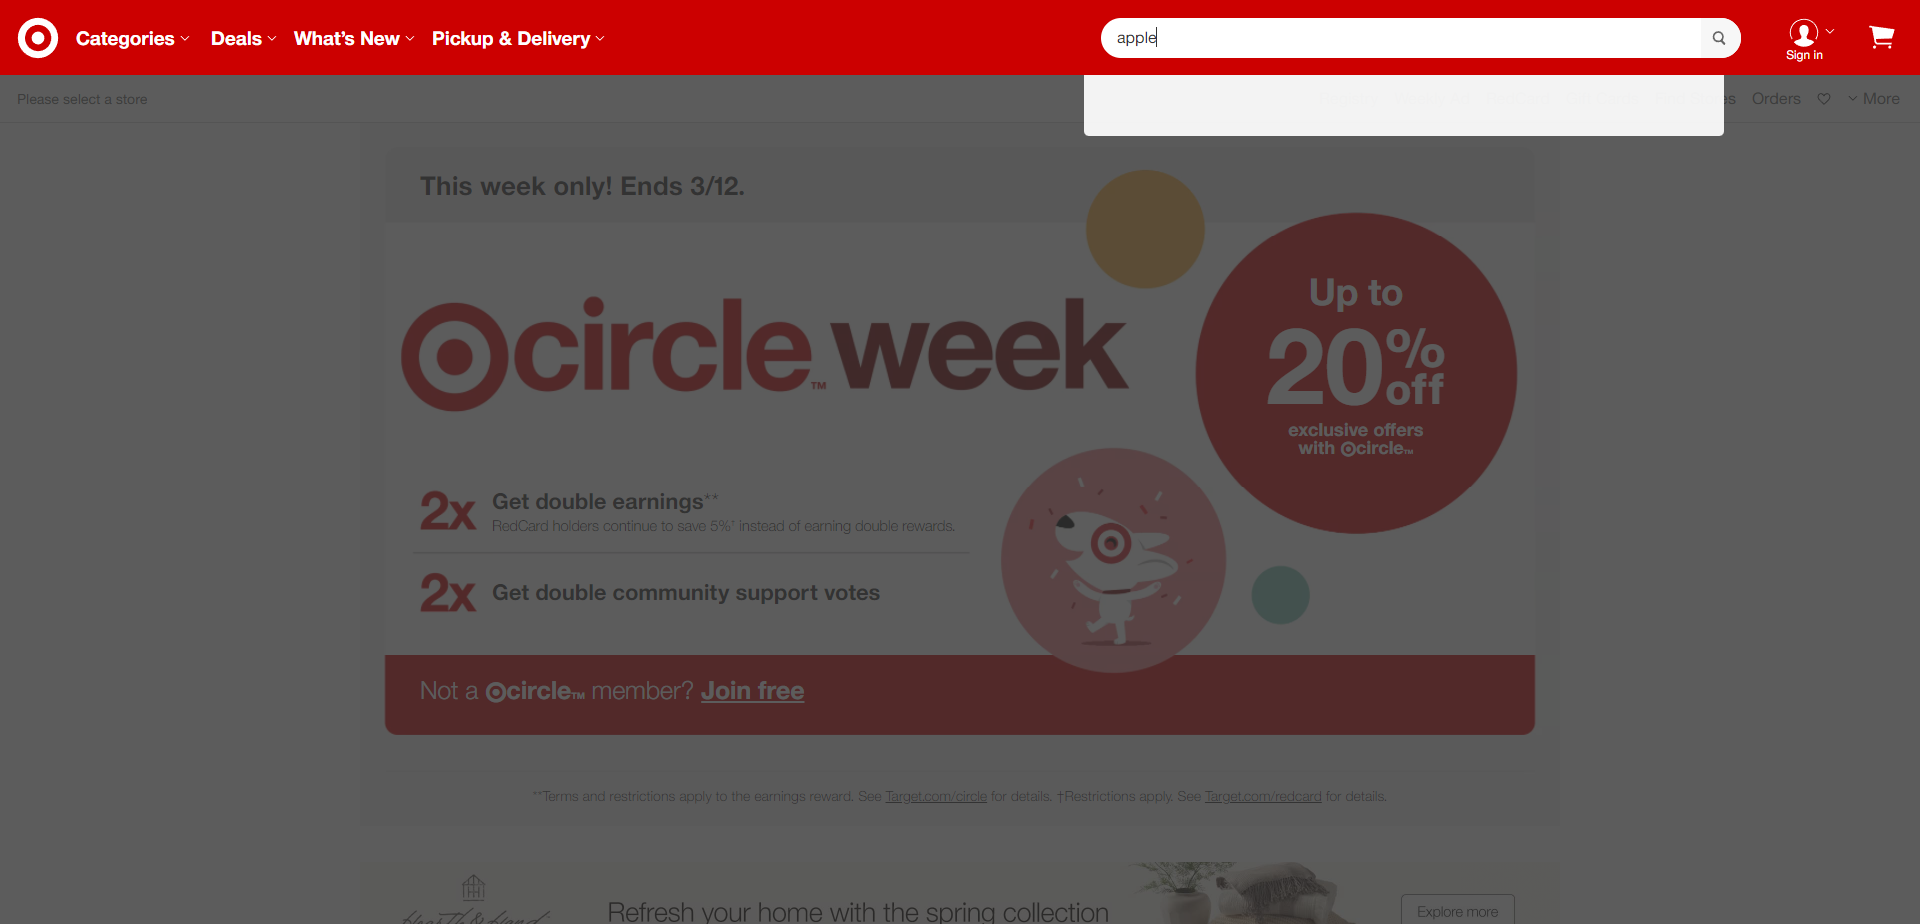 Categories Deals What's New Pickup & Delivery apple Sign in
Please select a store Orders More
This week only! Ends 3/12.
circle™ week
Up to
20% off
exclusive offers
with circle™
2x Get double earnings**
RedCard holders continue to save 5%† instead of earning double rewards.
2x Get double community support votes
Not a circle™ member? Join free
**Terms and restrictions apply to the earnings reward. See Target.com/circle for details. †Restrictions apply. See Target.com/redcard for details.
Hearth & Hand
Refresh your home with the spring collection
Explore more